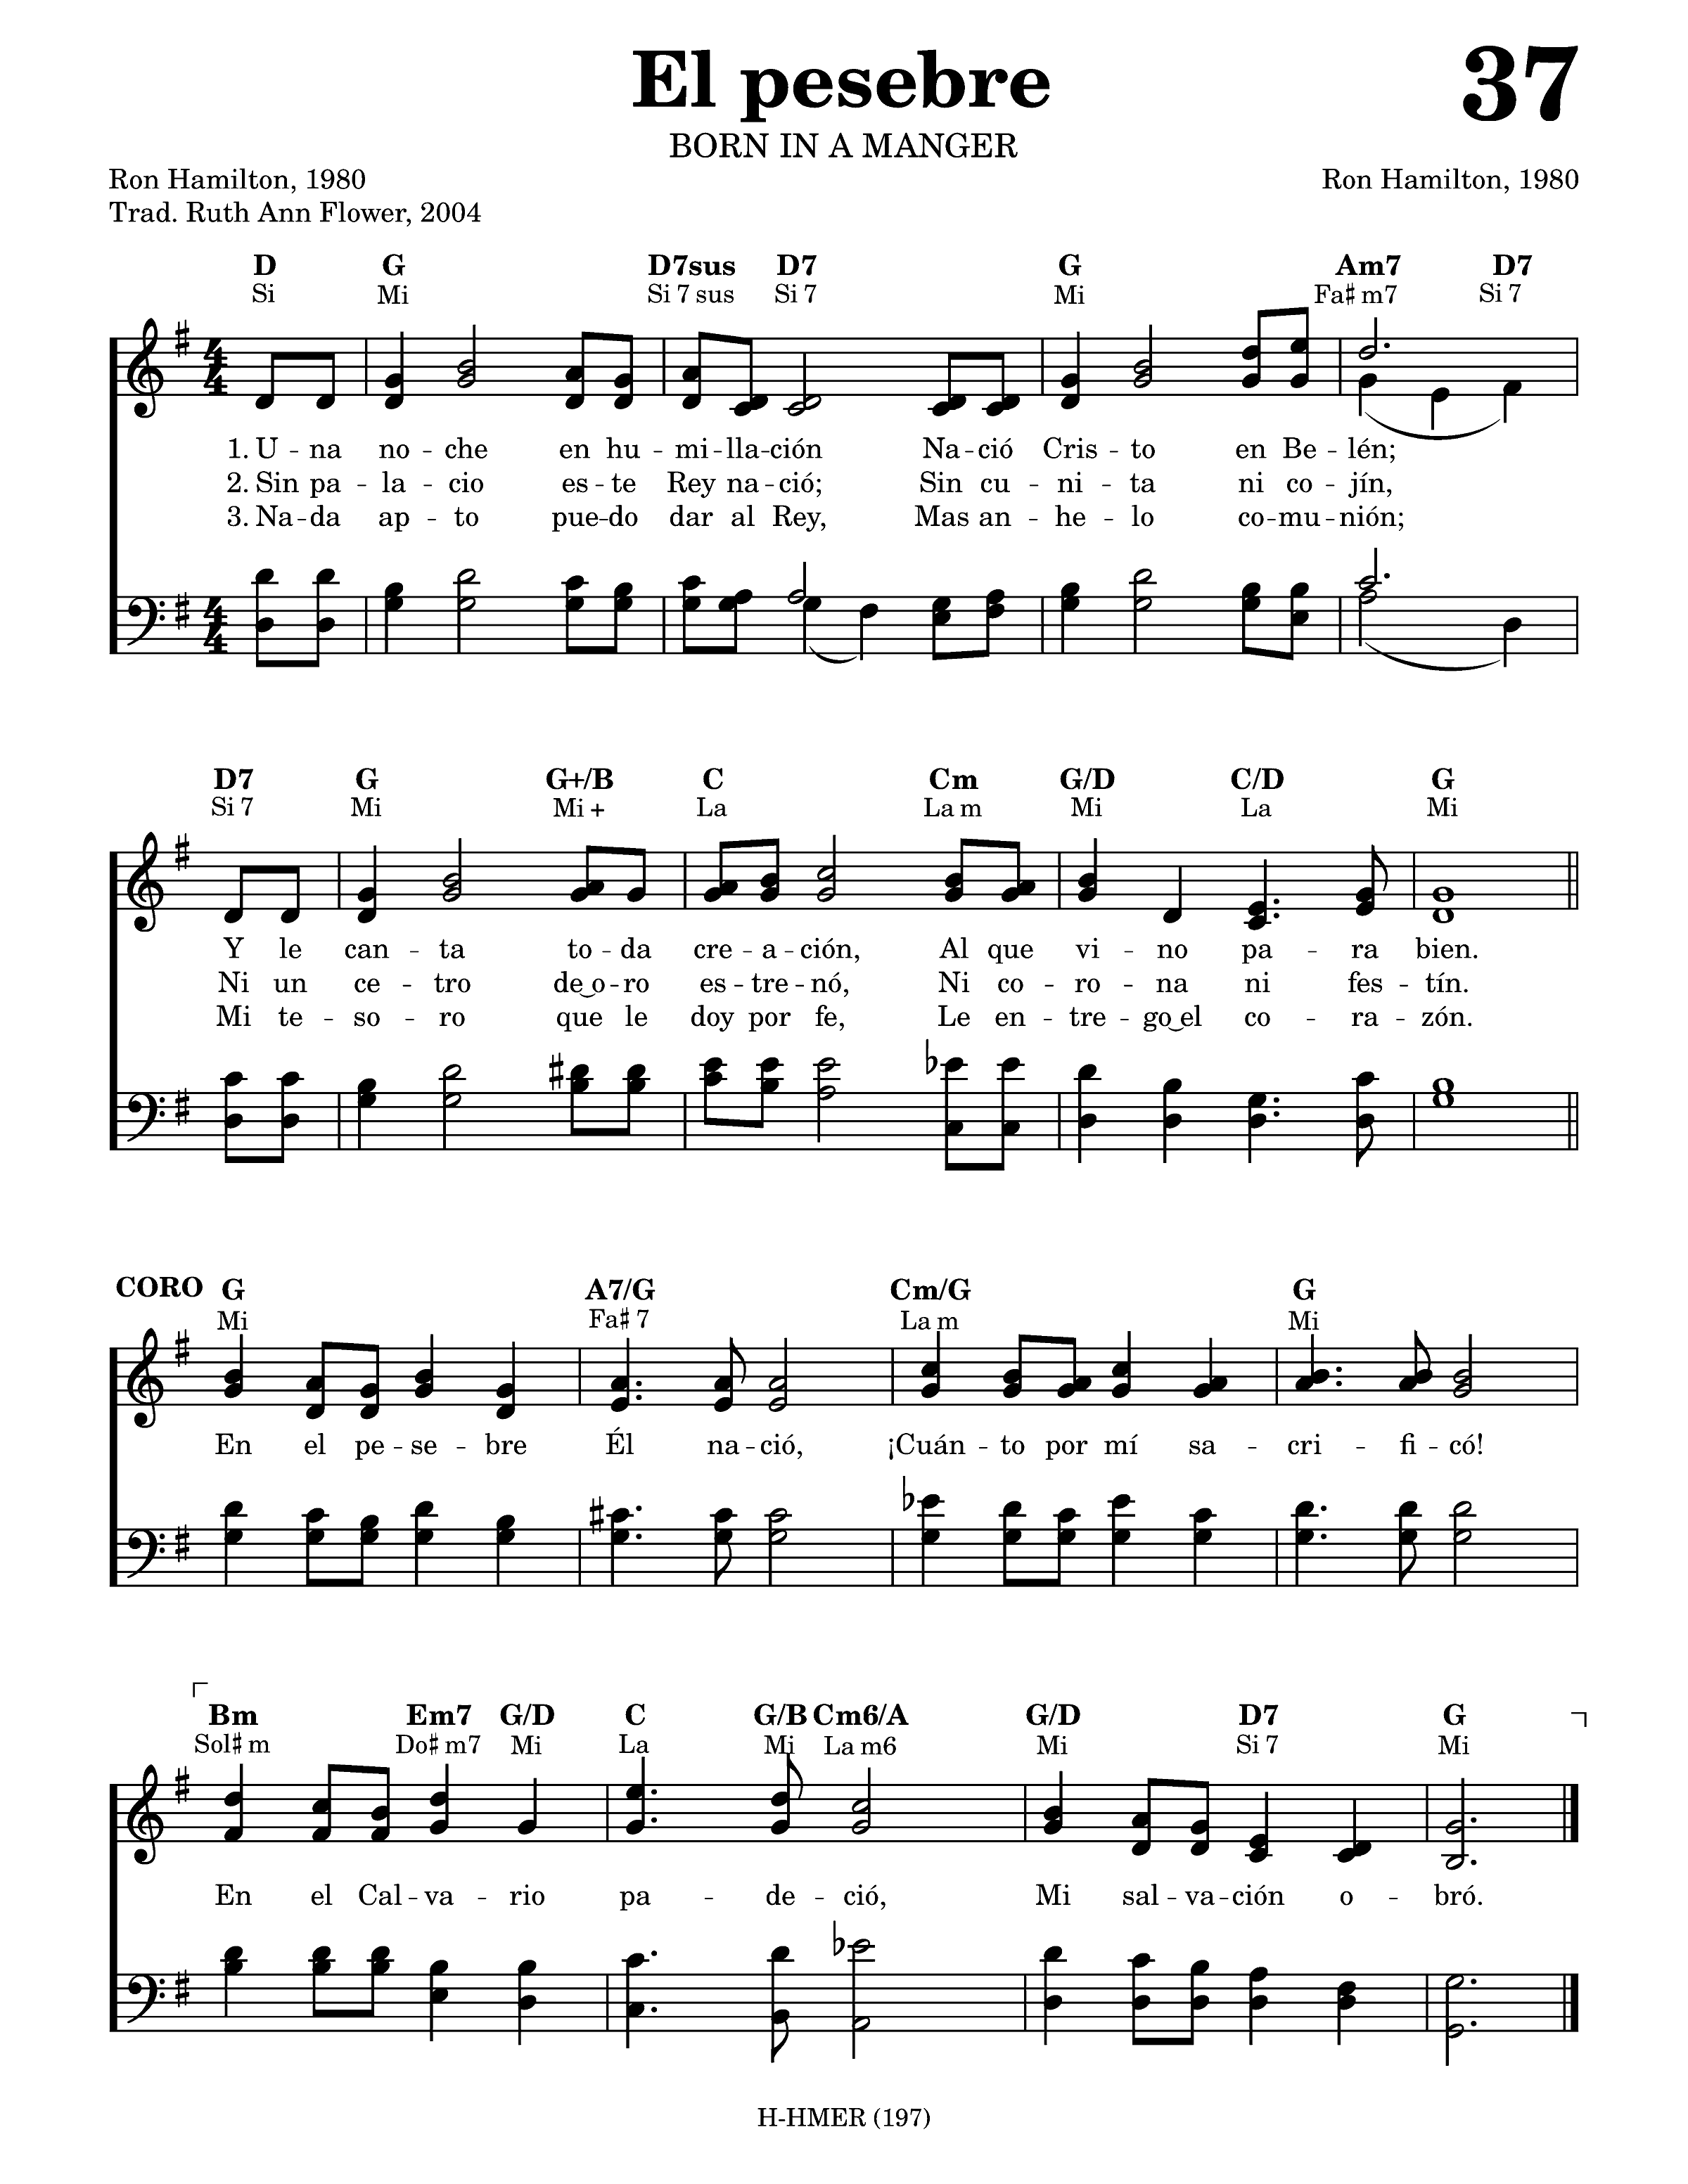 El pesebre
37
BORN IN A MANGER
Ron Hamilton, 1980
Ron Hamilton, 1980
Trad. Ruth Ann Flower, 2004
D G D7sus D7 G Am7 D7
Si Mi Si 7 sus Si 7 Mi Fa♯ m7 Si 7
1. U - na no - che en hu - mi - lla - ción Na - ció Cris - to en Be - lén;
2. Sin pa - la - cio es - te Rey na - ció; Sin cu - ni - ta ni co - jín,
3. Na - da ap - to pue - do dar al Rey, Mas an - he - lo co - mu - nión;
D7 G G+/B C Cm G/D C/D G
Si 7 Mi Mi + La La m Mi La Mi
Y le can - ta to - da cre - a - ción, Al que vi - no pa - ra bien.
Ni un ce - tro de‿o - ro es - tre - nó, Ni co - ro - na ni fes - tín.
Mi te - so - ro que le doy por fe, Le en - tre - go‿el co - ra - zón.
CORO G A7/G Cm/G G
Mi Fa♯ 7 La m Mi
En el pe - se - bre Él na - ció, ¡Cuán - to por mí sa - cri - fi - có!
Bm Em7 G/D C G/B Cm6/A G/D D7 G
Sol♯ m Do♯ m7 Mi La Mi La m6 Mi Si 7 Mi
En el Cal - va - rio pa - de - ció, Mi sal - va - ción o - bró.
H-HMER (197)